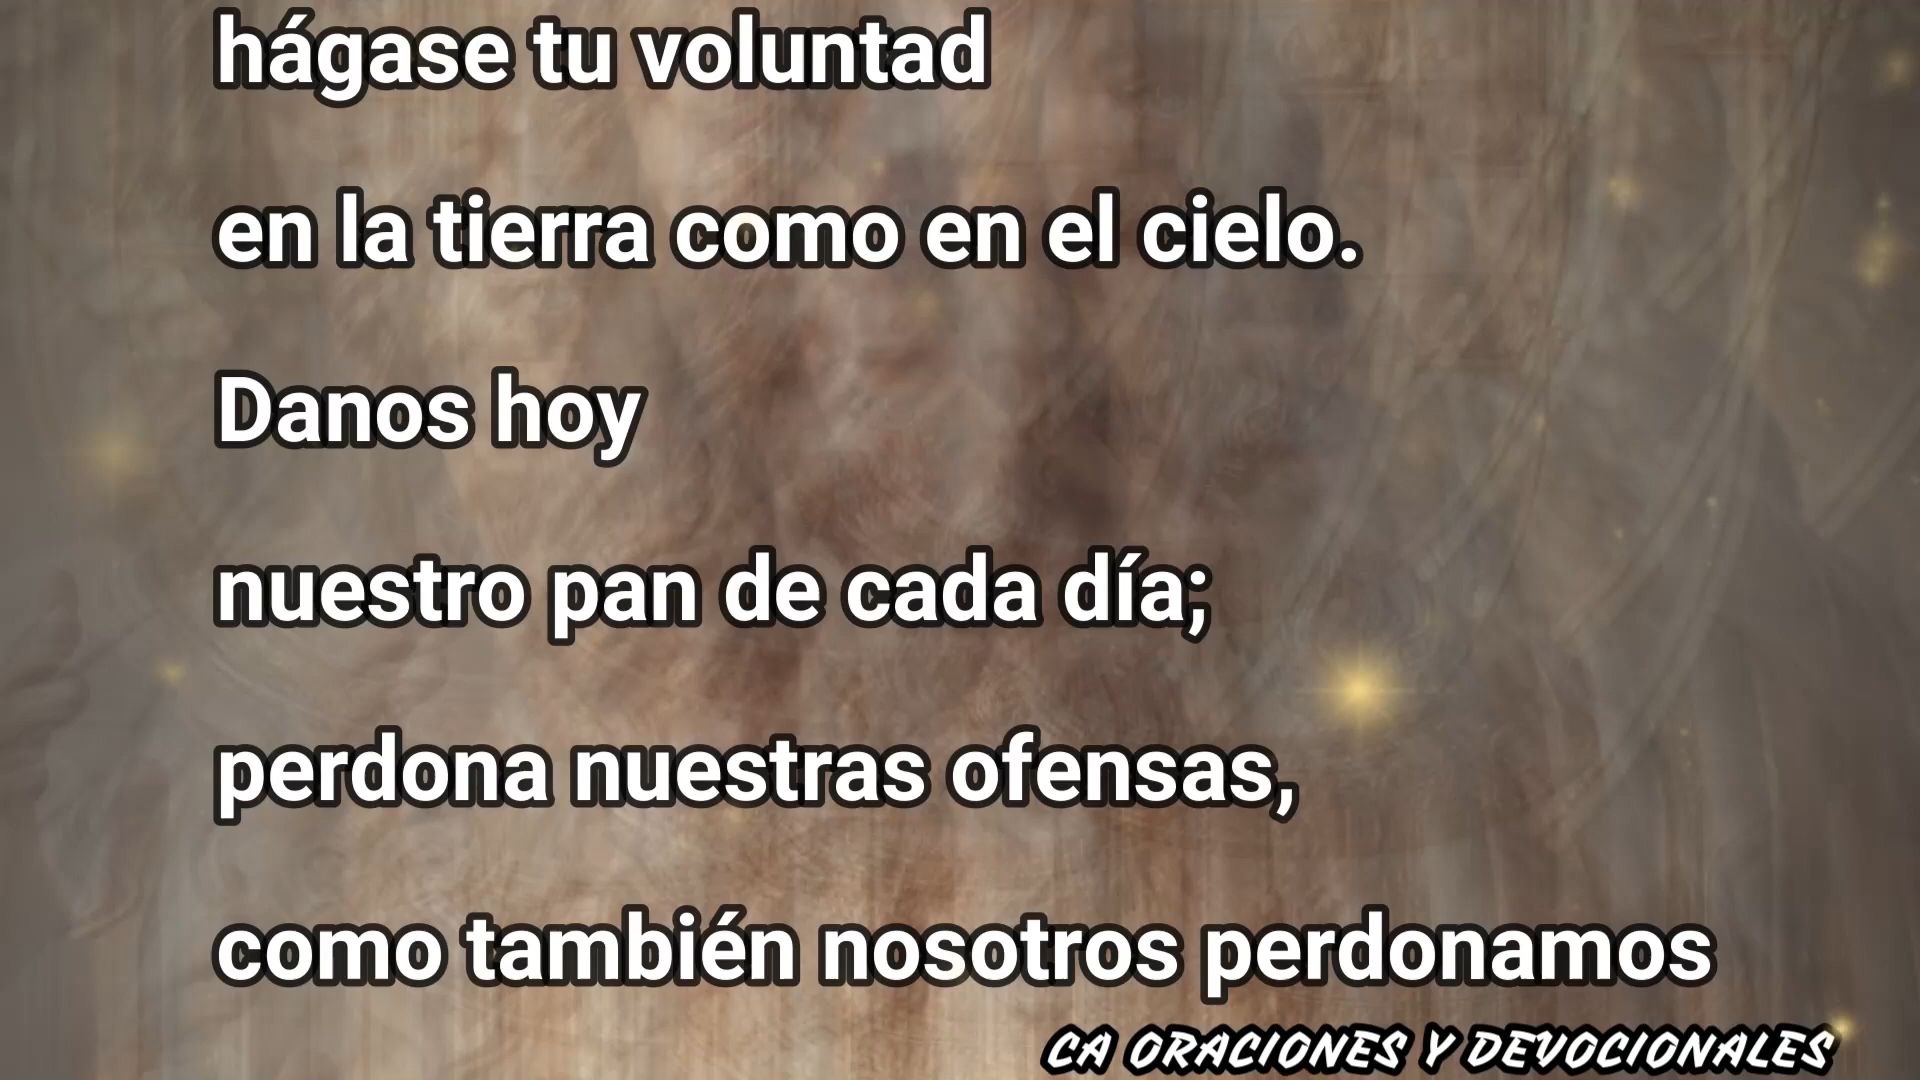 hágase tu voluntad
en la tierra como en el cielo.
Danos hoy
nuestro pan de cada día;
perdona nuestras ofensas,
como también nosotros perdonamos
CA ORACIONES Y DEVOCIONALES